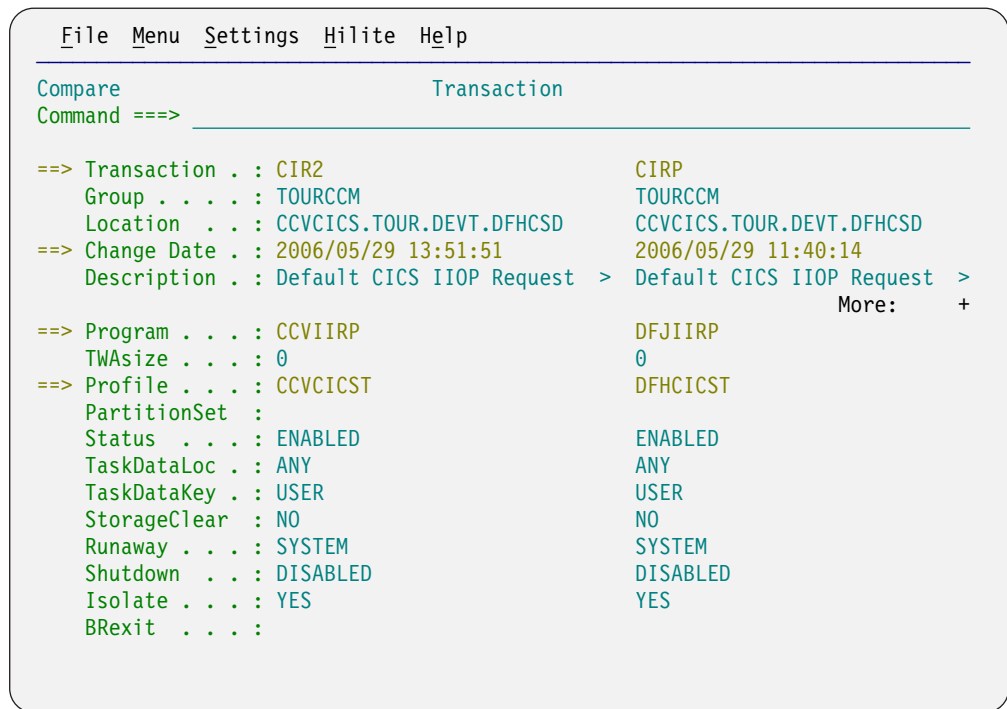 File  Menu  Settings  Hilite  Help
Compare                          Transaction
Command ===>
==> Transaction . : CIR2                          CIRP
    Group . . . . : TOURCCM                       TOURCCM
    Location  . . : CCVCICS.TOUR.DEVT.DFHCSD      CCVCICS.TOUR.DEVT.DFHCSD
==> Change Date . : 2006/05/29 13:51:51           2006/05/29 11:40:14
    Description . : Default CICS IIOP Request  >  Default CICS IIOP Request  >
                                                                   More:     +
==> Program . . . : CCVIIRP                       DFJIIRP
    TWAsize . . . : 0                             0
==> Profile . . . : CCVCICST                      DFHCICST
    PartitionSet  :
    Status  . . . : ENABLED                       ENABLED
    TaskDataLoc . : ANY                           ANY
    TaskDataKey . : USER                          USER
    StorageClear  : NO                            NO
    Runaway . . . : SYSTEM                        SYSTEM
    Shutdown  . . : DISABLED                      DISABLED
    Isolate . . . : YES                           YES
    BRexit  . . . :